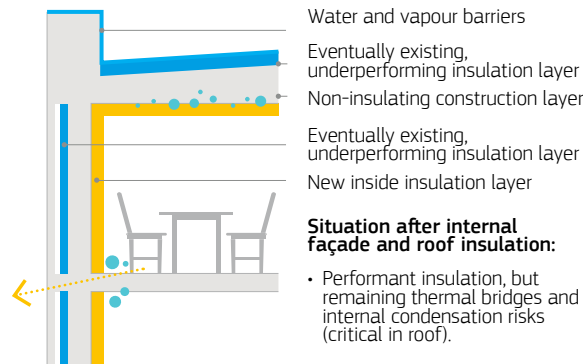 Water and vapour barriers
Eventually existing,
underperforming insulation layer
Non-insulating construction layer
Eventually existing,
underperforming insulation layer
New inside insulation layer
Situation after internal
façade and roof insulation:
• Performant insulation, but
remaining thermal bridges and
internal condensation risks
(critical in roof).